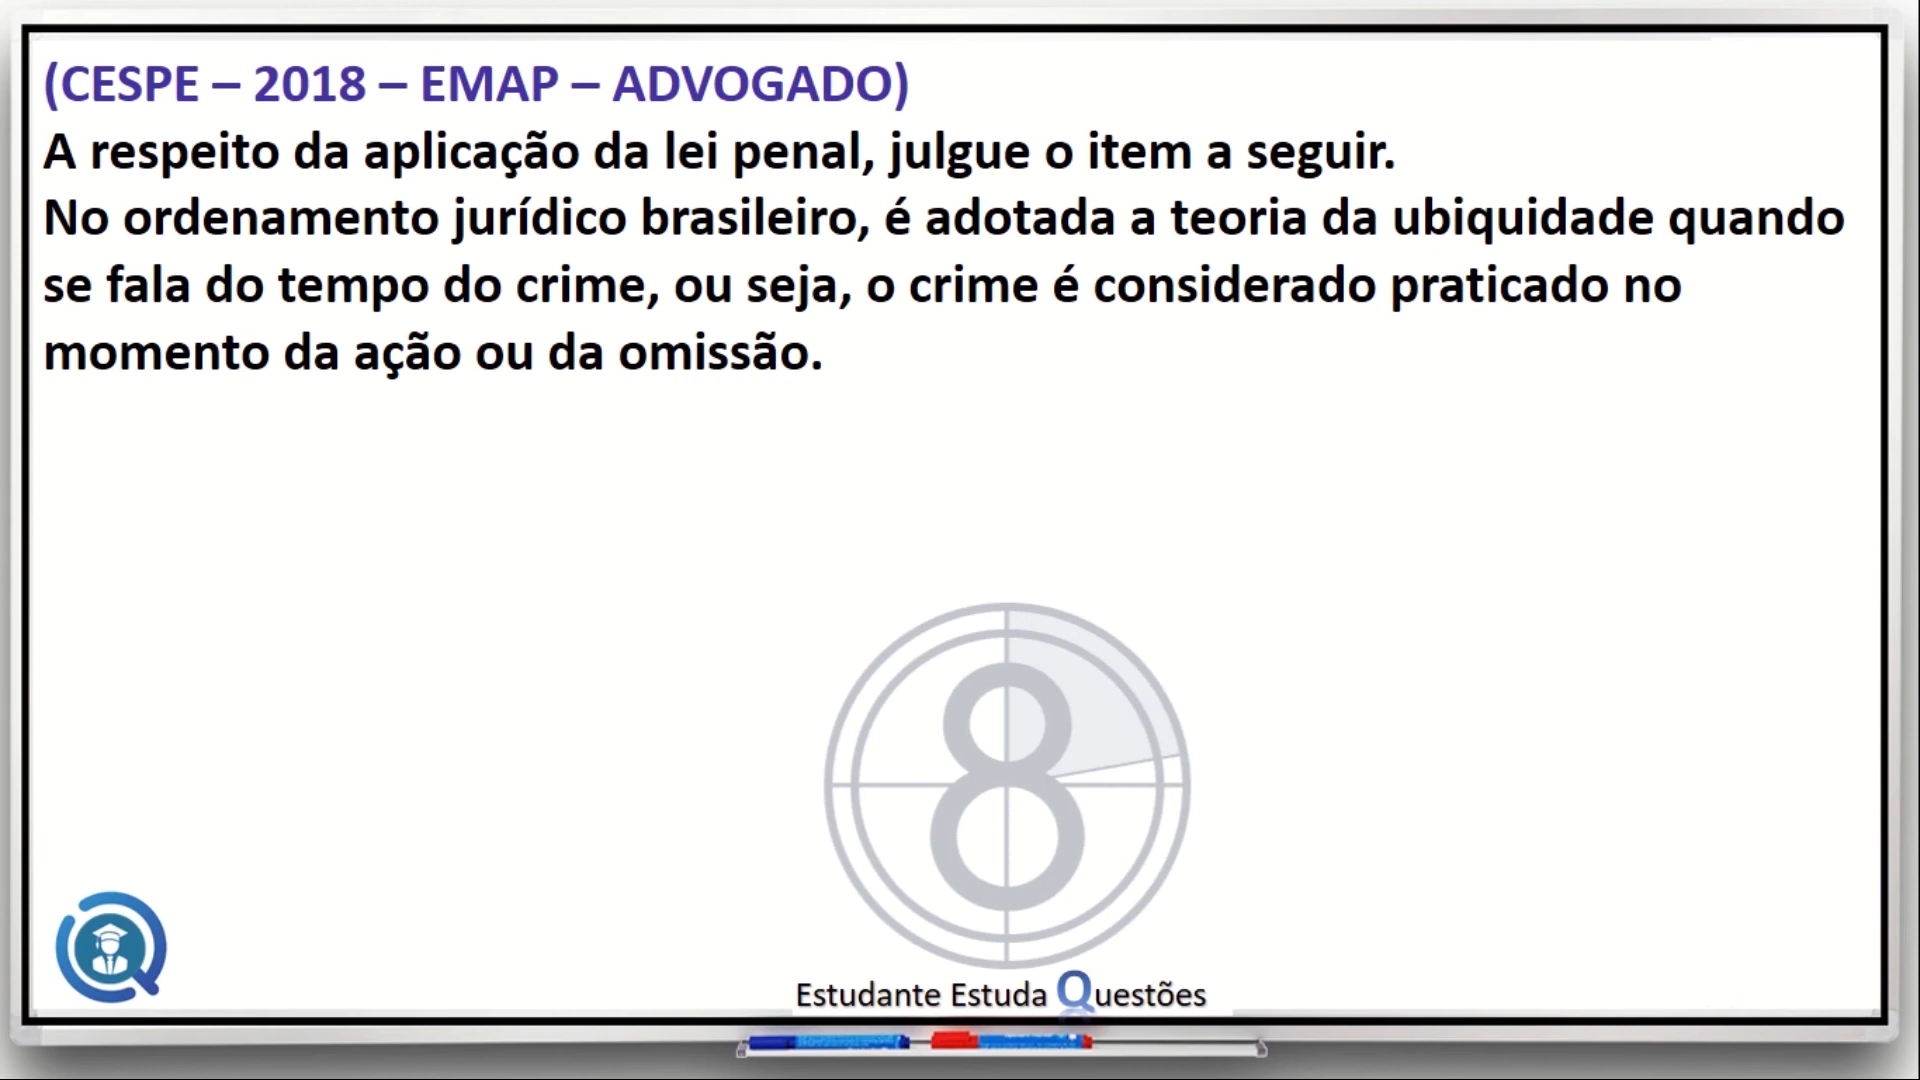 (CESPE – 2018 – EMAP – ADVOGADO)
A respeito da aplicação da lei penal, julgue o item a seguir.
No ordenamento jurídico brasileiro, é adotada a teoria da ubiquidade quando
se fala do tempo do crime, ou seja, o crime é considerado praticado no
momento da ação ou da omissão.
8
Estudante Estuda Questões